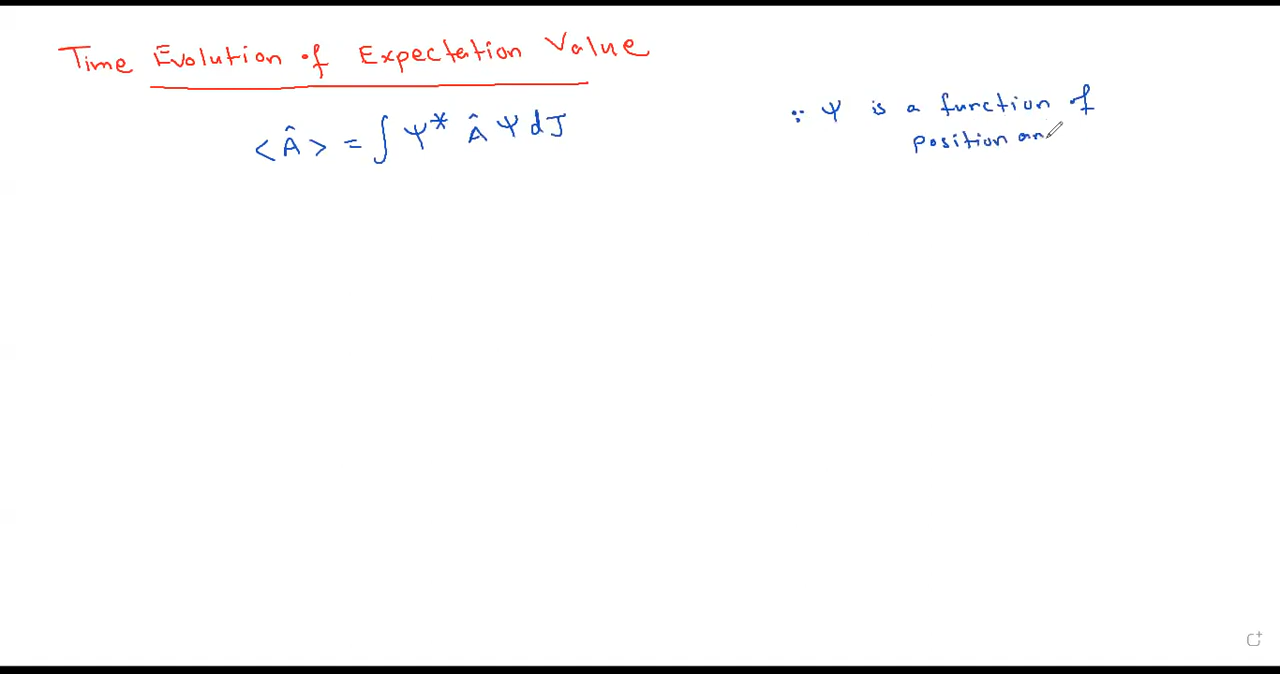 Time Evolution of Expectation Value
∵ Ψ is a function of
<Â> = ∫ Ψ* Â Ψ dJ
position an